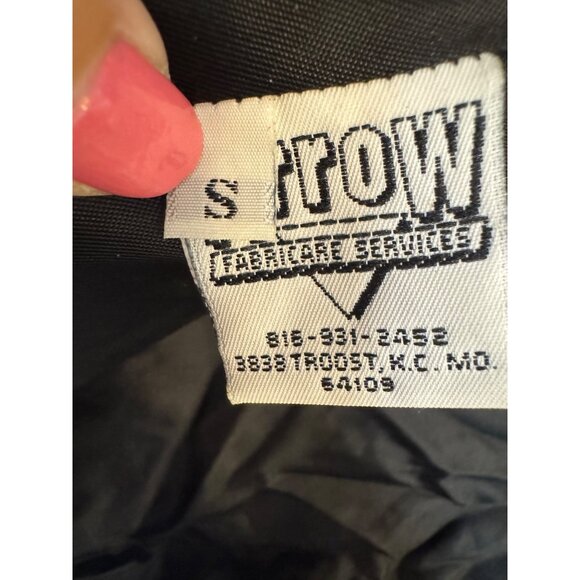 S
rrow
FABRICARE SERVICES
816-931-2452
3838 TROOST, K.C. MO.
64109